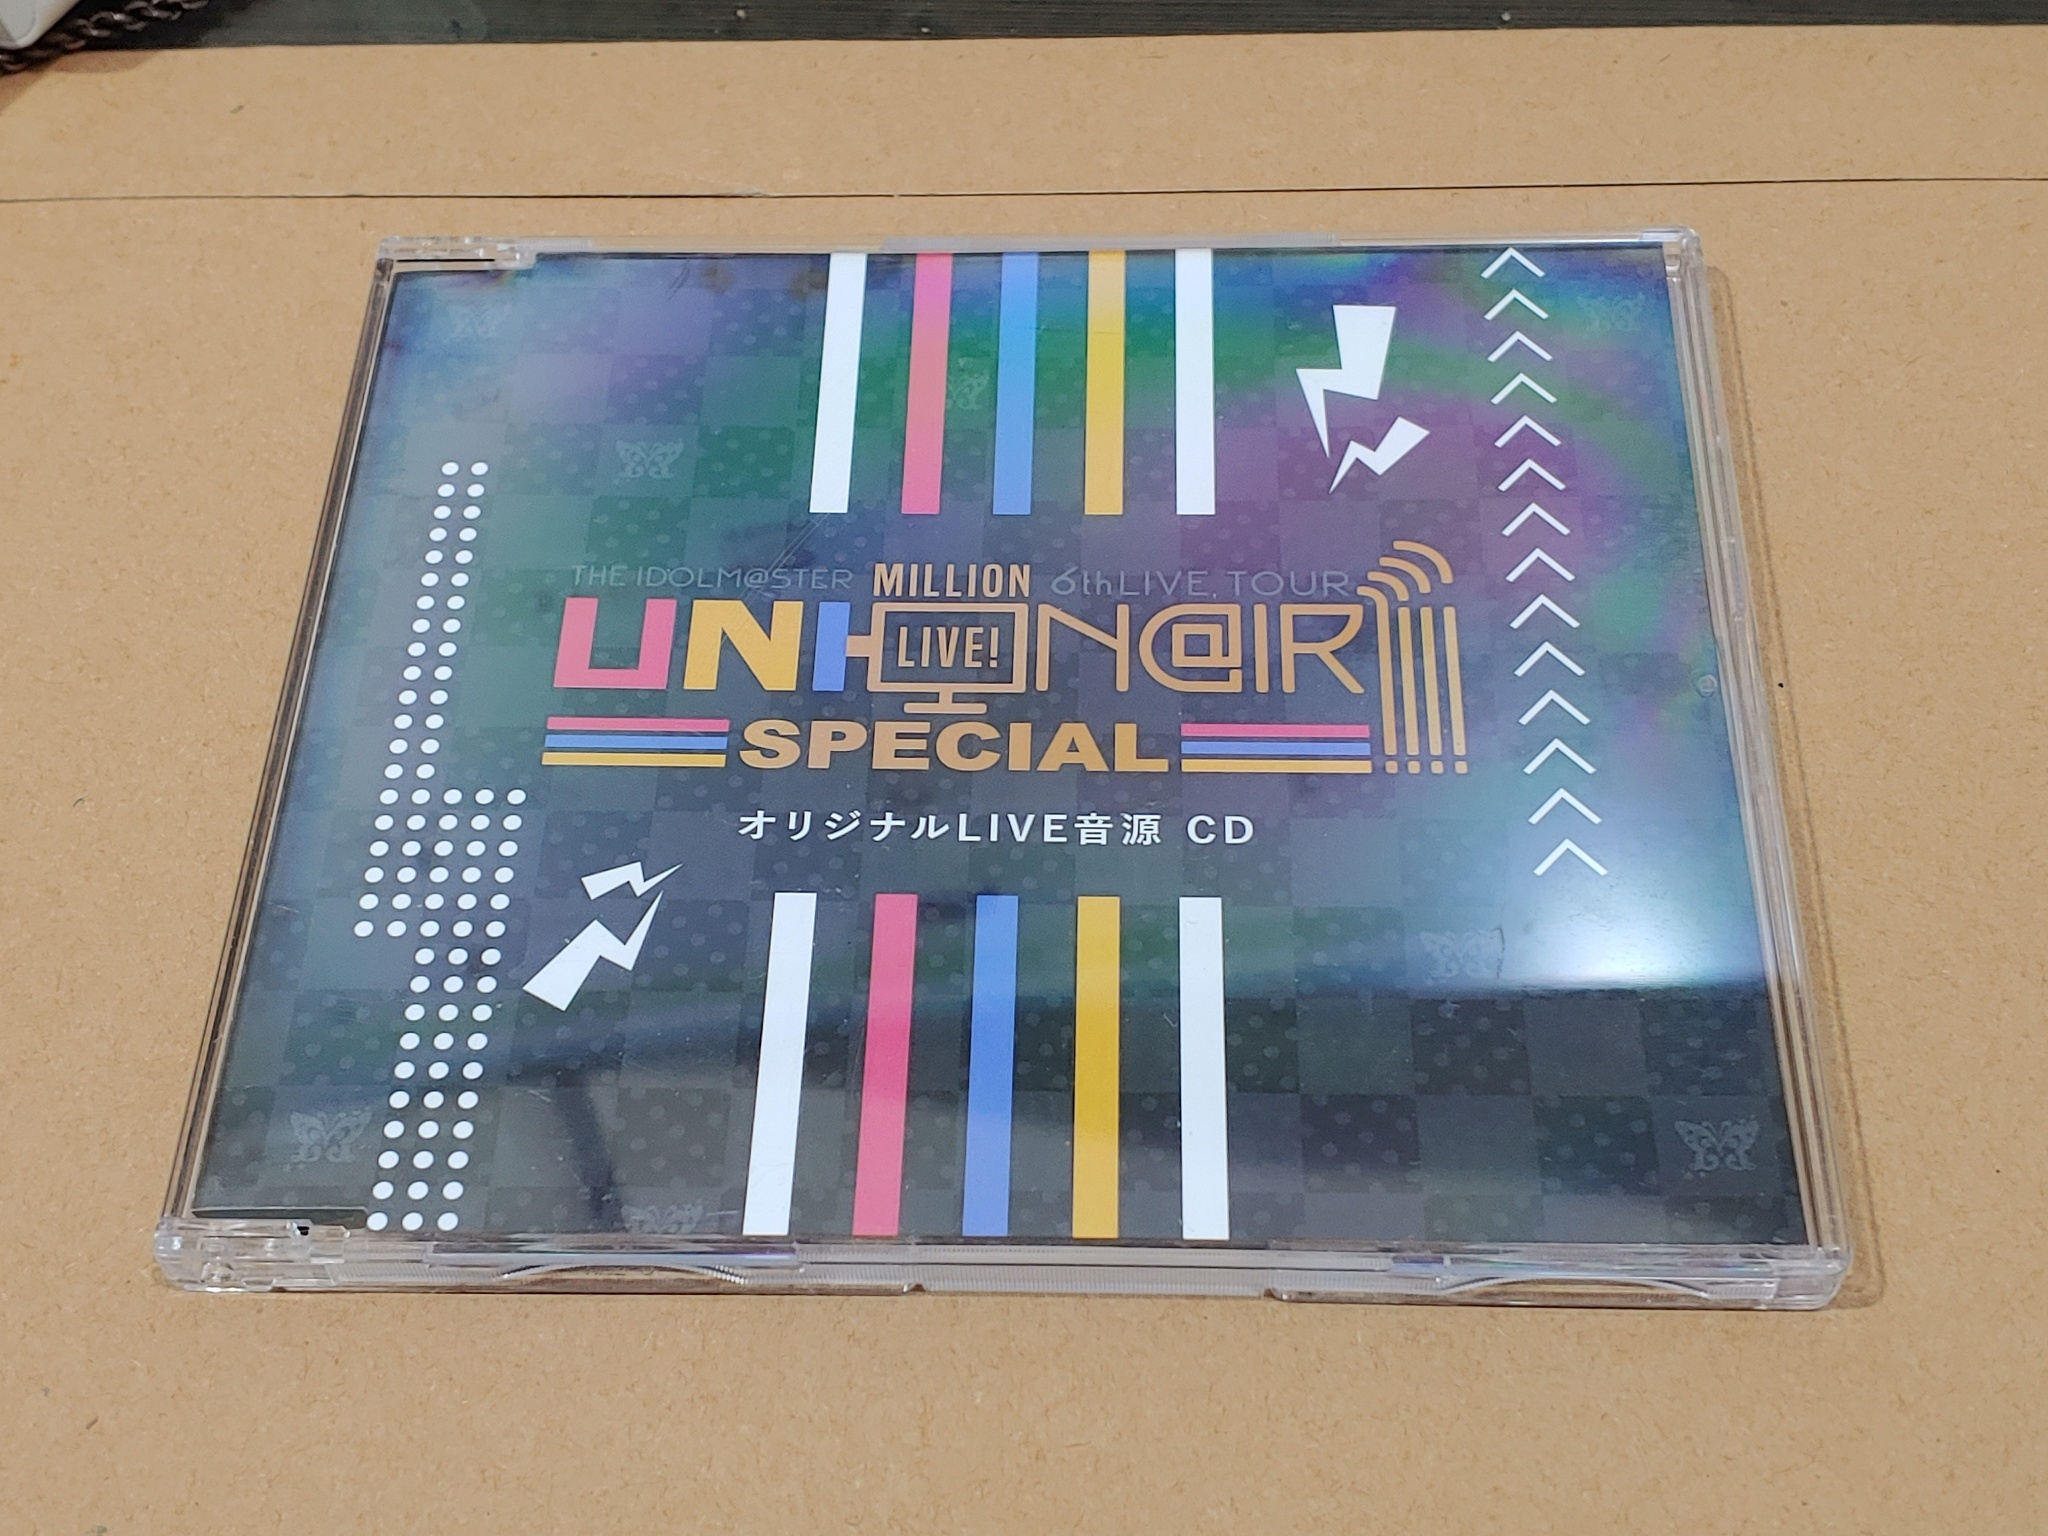 THE IDOLM@STER MILLION 6thLIVE TOUR
UNI-ON@IR!!!!
LIVE!
SPECIAL
オリジナルLIVE音源 CD